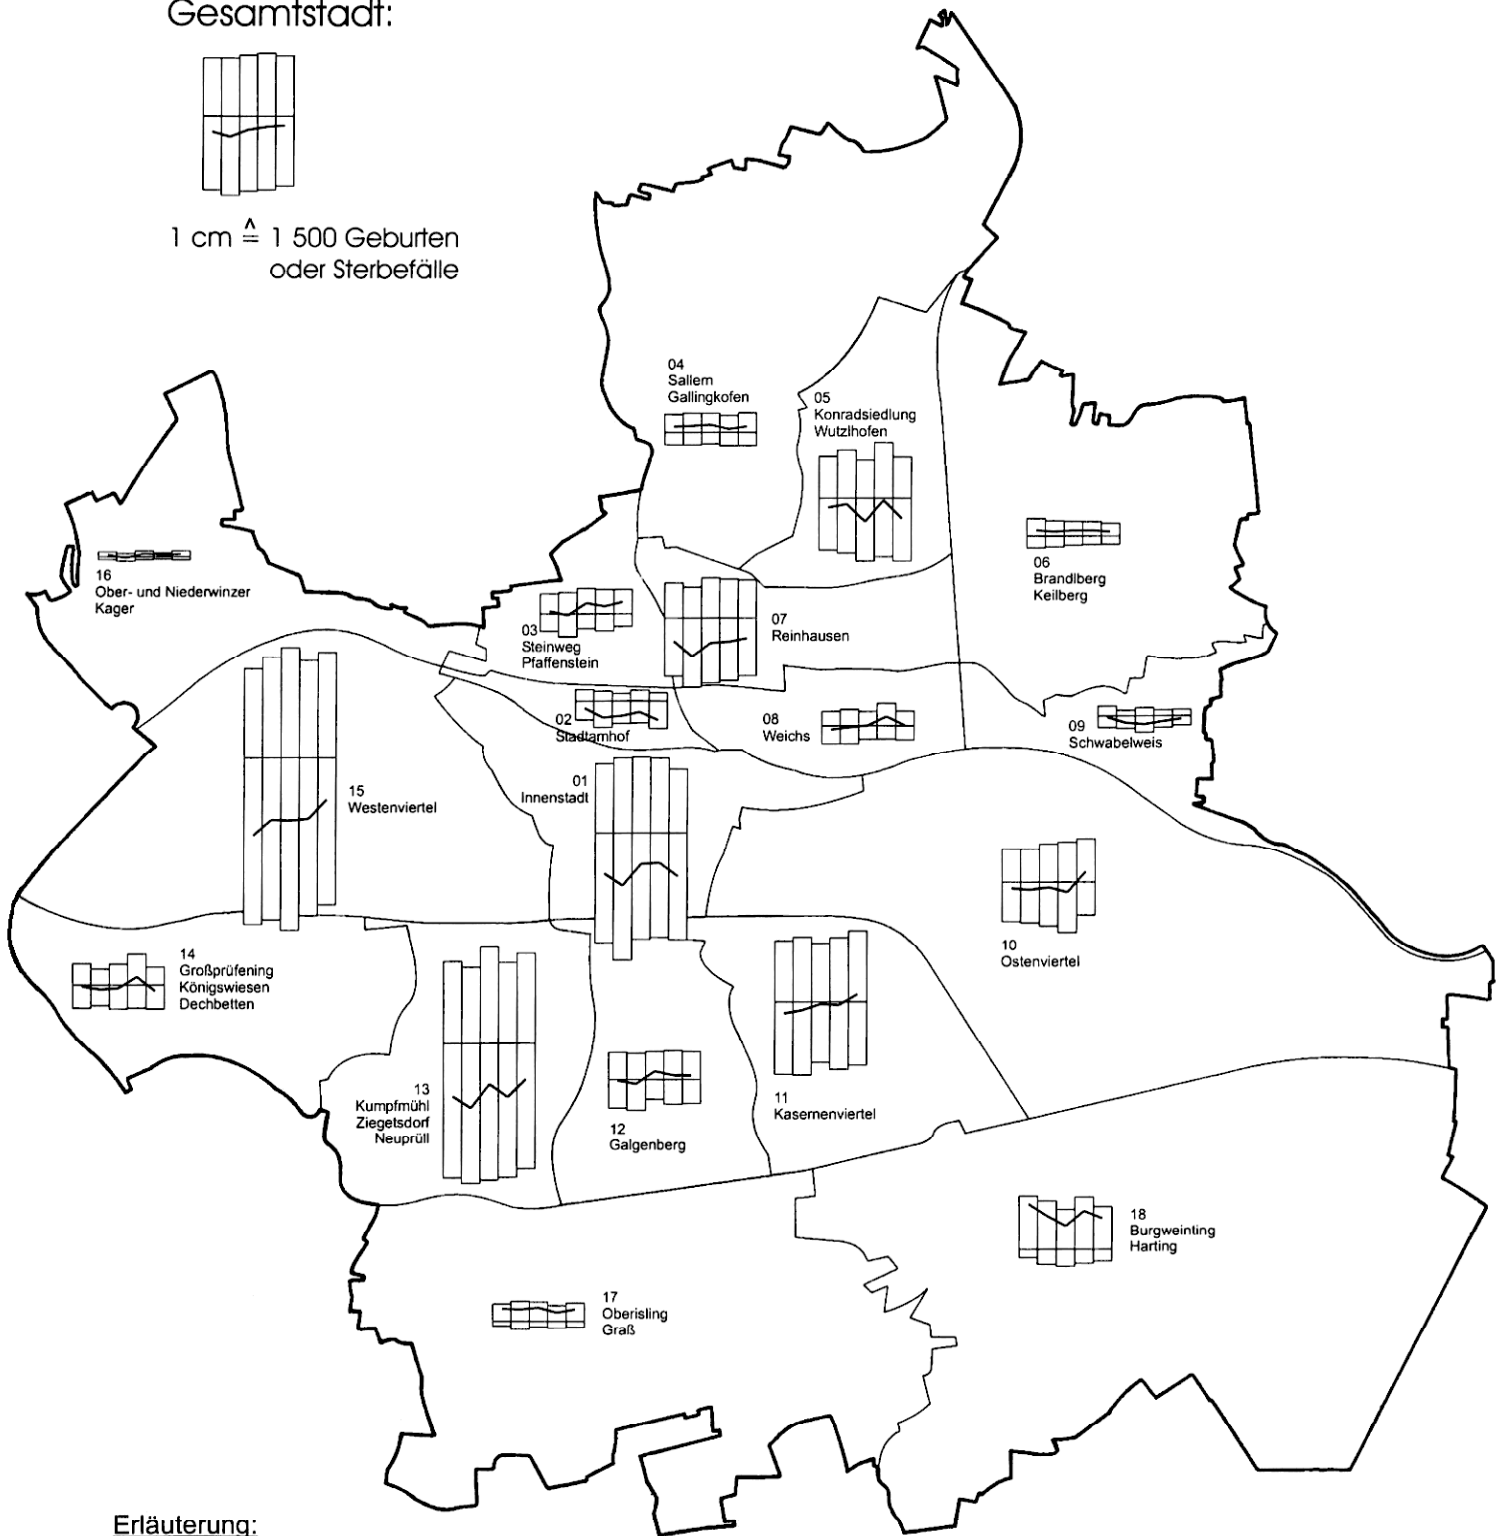 Gesamtstadt:
1 cm ≙ 1 500 Geburten
oder Sterbefälle
04
Sallern
Gallingkofen
05
Konradsiedlung
Wutzlhofen
16
Ober- und Niederwinzer
Kager
06
Brandlberg
Keilberg
03
Steinweg
Pfaffenstein
07
Reinhausen
02
Stadtamhof
08
Weichs
09
Schwabelweis
01
Innenstadt
15
Westenviertel
10
Ostenviertel
14
Großprüfening
Königswiesen
Dechbetten
13
Kumpfmühl
Ziegetsdorf
Neuprüll
12
Galgenberg
11
Kasernenviertel
18
Burgweinting
Harting
17
Oberisling
Graß
Erläuterung: